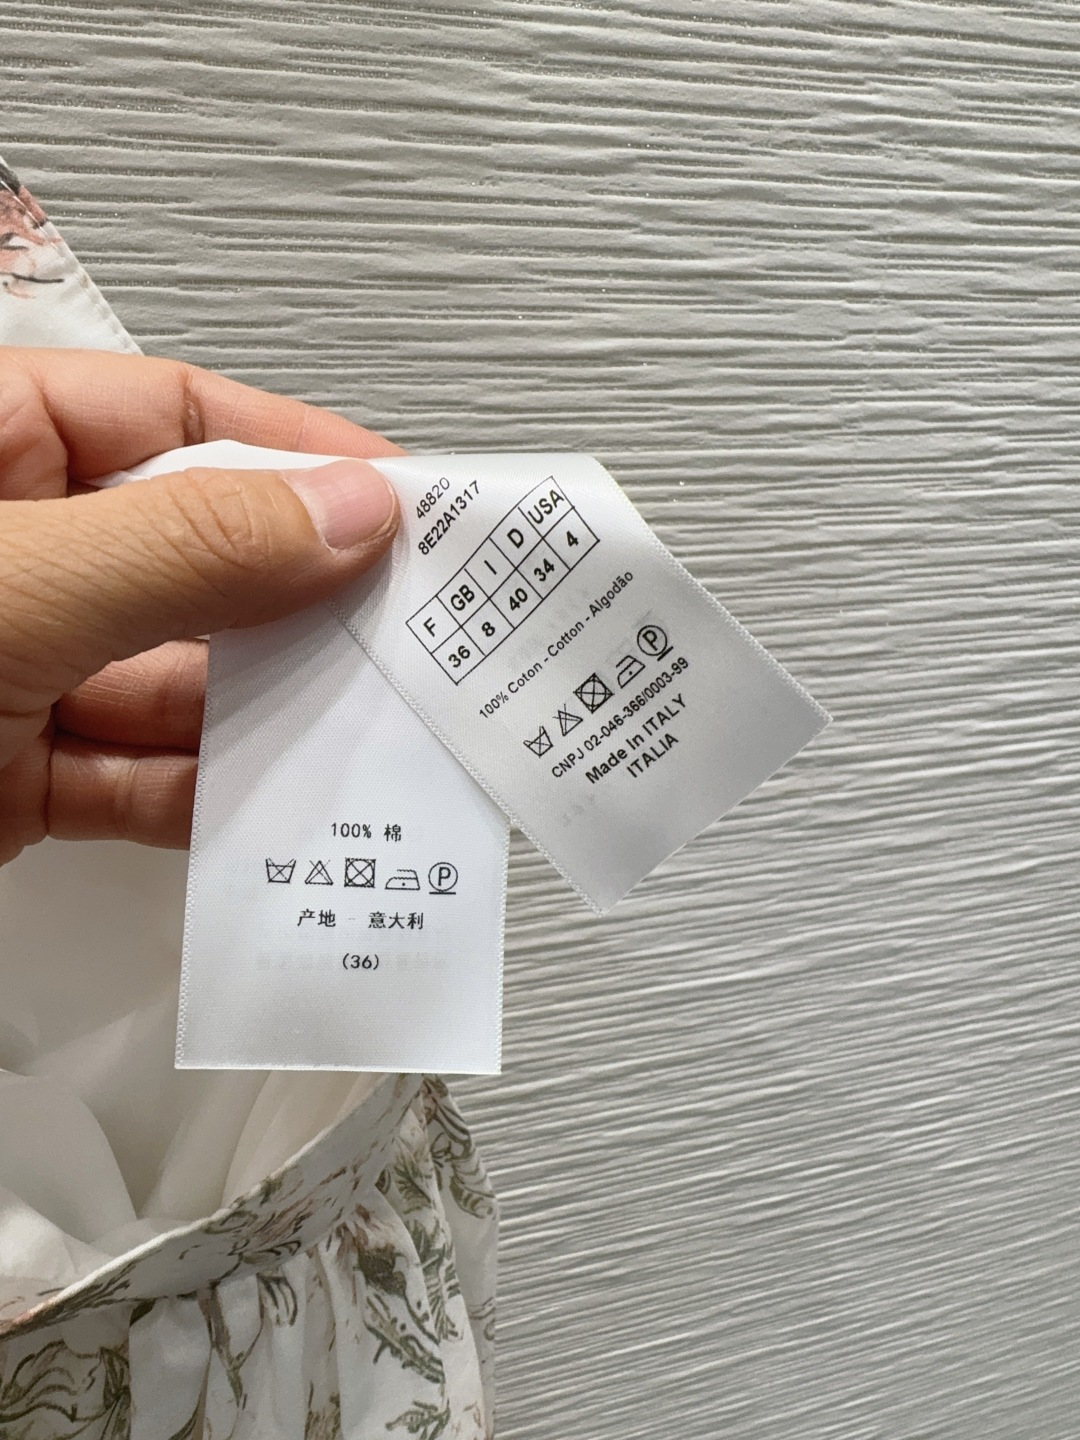 48820
8E22A1317
F GB I D USA
36 8 40 34 4
100% Coton - Cotton - Algodão
P
CNPJ 02-046-366/0003-99
Made In ITALY
ITALIA
100% 棉
P
产地 - 意大利
(36)